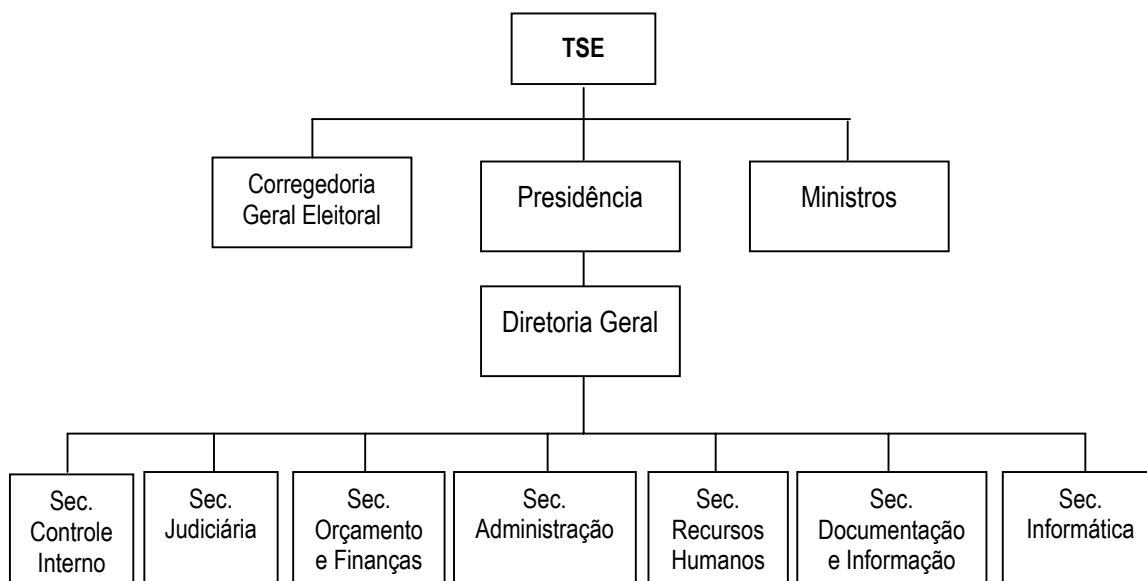 TSE
Corregedoria
Geral Eleitoral
Presidência
Ministros
Diretoria Geral
Sec.
Controle
Interno
Sec.
Judiciária
Sec.
Orçamento
e Finanças
Sec.
Administração
Sec.
Recursos
Humanos
Sec.
Documentação
e Informação
Sec.
Informática